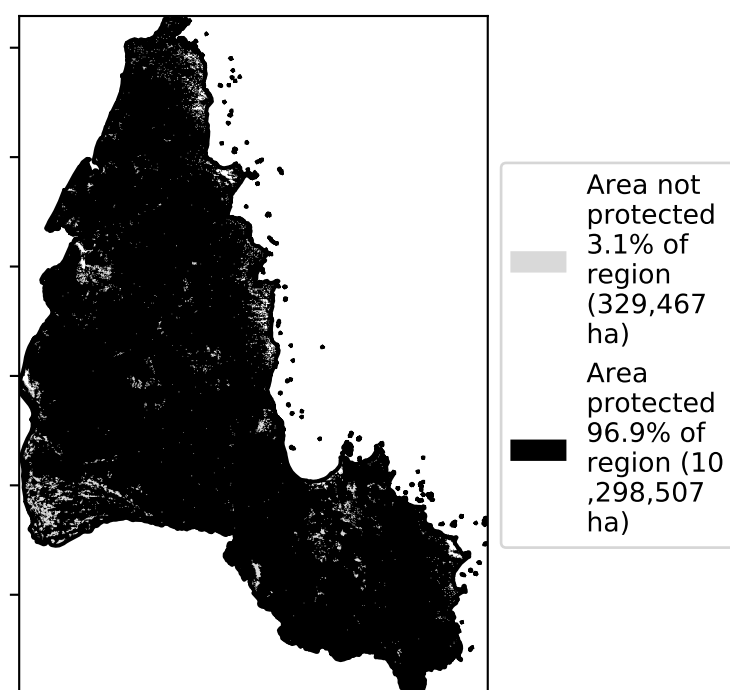 Area not
protected
3.1% of
region
(329,467
ha)
Area
protected
96.9% of
region (10
,298,507
ha)